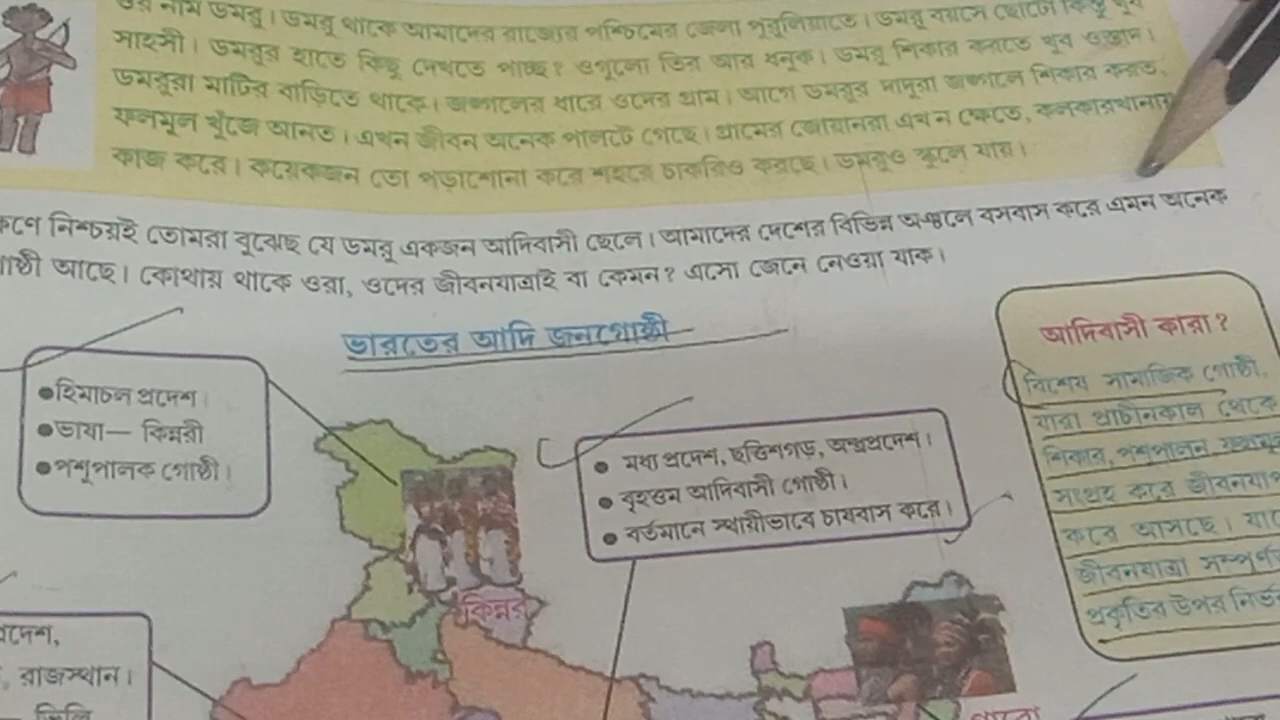 ওর নাম ডমরু। ডমরু থাকে আমাদের রাজ্যের পশ্চিমের জেলা পুরুলিয়াতে। ডমরু বয়সে ছোটো কিন্তু খুব
সাহসী। ডমরুর হাতে কিছু দেখতে পাচ্ছ? ওগুলো তির আর ধনুক। ডমরু শিকার করতে খুব ওস্তাদ।
ডমরুরা মাটির বাড়িতে থাকে। জঙ্গলের ধারে ওদের গ্রাম। আগে ডমরুর দাদুরা জঙ্গলে শিকার করত,
ফলমূল খুঁজে আনত। এখন জীবন অনেক পালটে গেছে। গ্রামের জোয়ানরা এখন ক্ষেতে, কলকারখানায়
কাজ করে। কয়েকজন তো পড়াশোনা করে শহরে চাকরিও করছে। ডমরুও স্কুলে যায়।
নিশ্চয়ই তোমরা বুঝেছ যে ডমরু একজন আদিবাসী ছেলে। আমাদের দেশের বিভিন্ন অঞ্চলে বসবাস করে এমন অনেক
আছে। কোথায় থাকে ওরা, ওদের জীবনযাত্রাই বা কেমন? এসো জেনে নেওয়া যাক।
ভারতের আদি জনগোষ্ঠী
আদিবাসী কারা?
বিশেষ সামাজিক গোষ্ঠী,
যারা প্রাচীনকাল থেকে
শিকার, পশুপালন
সংগ্রহ করে
করে আসছে।
জীবনযাত্রা
প্রকৃতির উপর
●হিমাচল প্রদেশ।
●ভাষা— কিন্নরী
●পশুপালক গোষ্ঠী।
● মধ্য প্রদেশ, ছত্তিশগড়, অন্ধ্রপ্রদেশ।
● বৃহত্তম আদিবাসী গোষ্ঠী।
● বর্তমানে স্থায়ীভাবে চাষবাস করে।
কিন্নর
রাজস্থান।